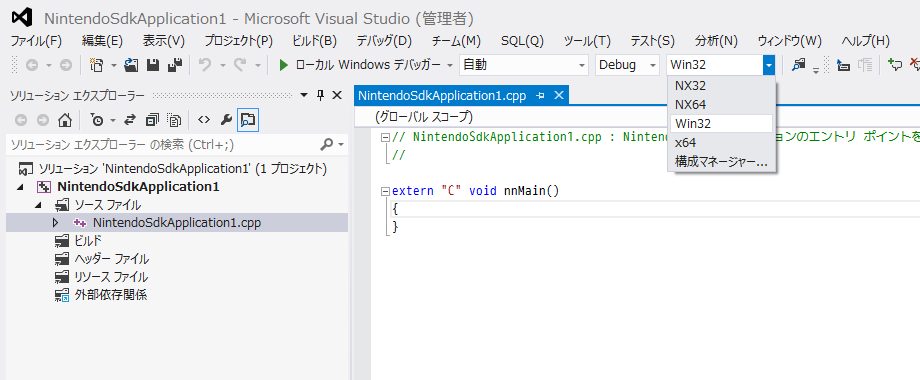 NintendoSdkApplication1 - Microsoft Visual Studio (管理者)
ファイル(F) 編集(E) 表示(V) プロジェクト(P) ビルド(B) デバッグ(D) チーム(M) SQL(Q) ツール(T) テスト(S) 分析(N) ウィンドウ(W) ヘルプ(H)
ローカル Windows デバッガー 自動 Debug Win32
NX32
NX64
Win32
x64
構成マネージャー...
ソリューション エクスプローラー
ソリューション エクスプローラー の検索 (Ctrl+;)
ソリューション 'NintendoSdkApplication1' (1 プロジェクト)
NintendoSdkApplication1
ソース ファイル
NintendoSdkApplication1.cpp
ビルド
ヘッダー ファイル
リソース ファイル
外部依存関係
NintendoSdkApplication1.cpp
(グローバル スコープ)
// NintendoSdkApplication1.cpp : Ninten ションのエントリ ポイントを
//
extern "C" void nnMain()
{
}